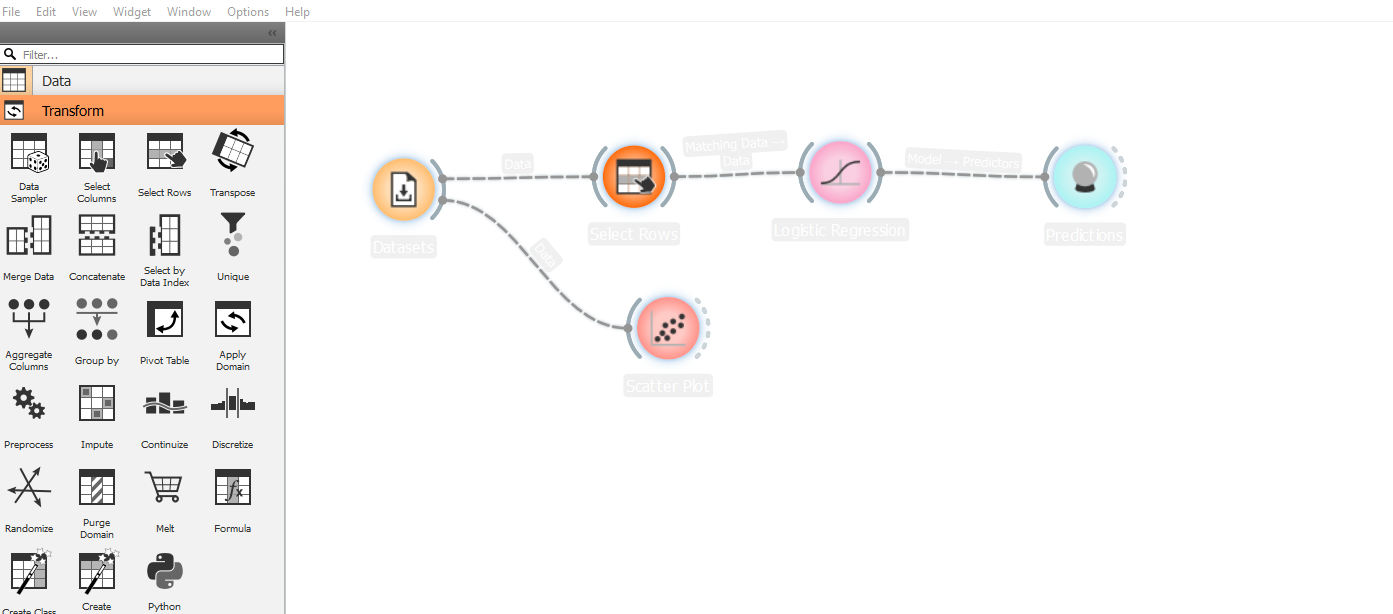 File Edit View Widget Window Options Help
Filter...
Data
Transform
Data
Sampler
Select
Columns
Select Rows
Transpose
Merge Data
Concatenate
Select by
Data Index
Unique
Aggregate
Columns
Group by
Pivot Table
Apply
Domain
Preprocess
Impute
Continuize
Discretize
Randomize
Purge
Domain
Melt
Formula
Create Class
Create
Python
Data
Matching Data →
Data
Model → Predictors
Datasets
Select Rows
Logistic Regression
Predictions
Data
Scatter Plot